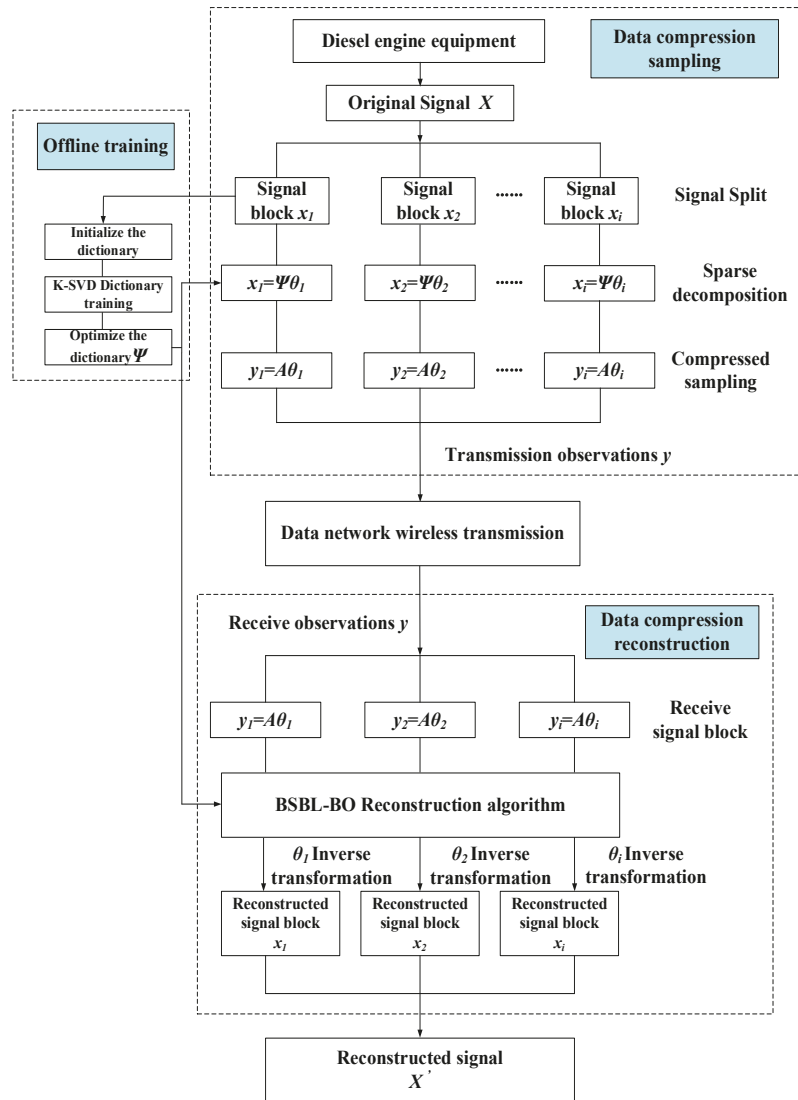 Diesel engine equipment
Data compression
sampling
Original Signal X
Offline training
Signal
block x₁
Signal
block x₂
......
Signal
block xᵢ
Signal Split
Initialize the
dictionary
K-SVD Dictionary
training
Optimize the
dictionary Ψ
x₁=Ψθ₁
x₂=Ψθ₂
......
xᵢ=Ψθᵢ
Sparse
decomposition
y₁=Aθ₁
y₂=Aθ₂
......
yᵢ=Aθᵢ
Compressed
sampling
Transmission observations y
Data network wireless transmission
Receive observations y
Data compression
reconstruction
y₁=Aθ₁
y₂=Aθ₂
yᵢ=Aθᵢ
Receive
signal block
BSBL-BO Reconstruction algorithm
θ₁ Inverse
transformation
θ₂ Inverse
transformation
θᵢ Inverse
transformation
Reconstructed
signal block
x₁
Reconstructed
signal block
x₂
Reconstructed
signal block
xᵢ
Reconstructed signal
X'